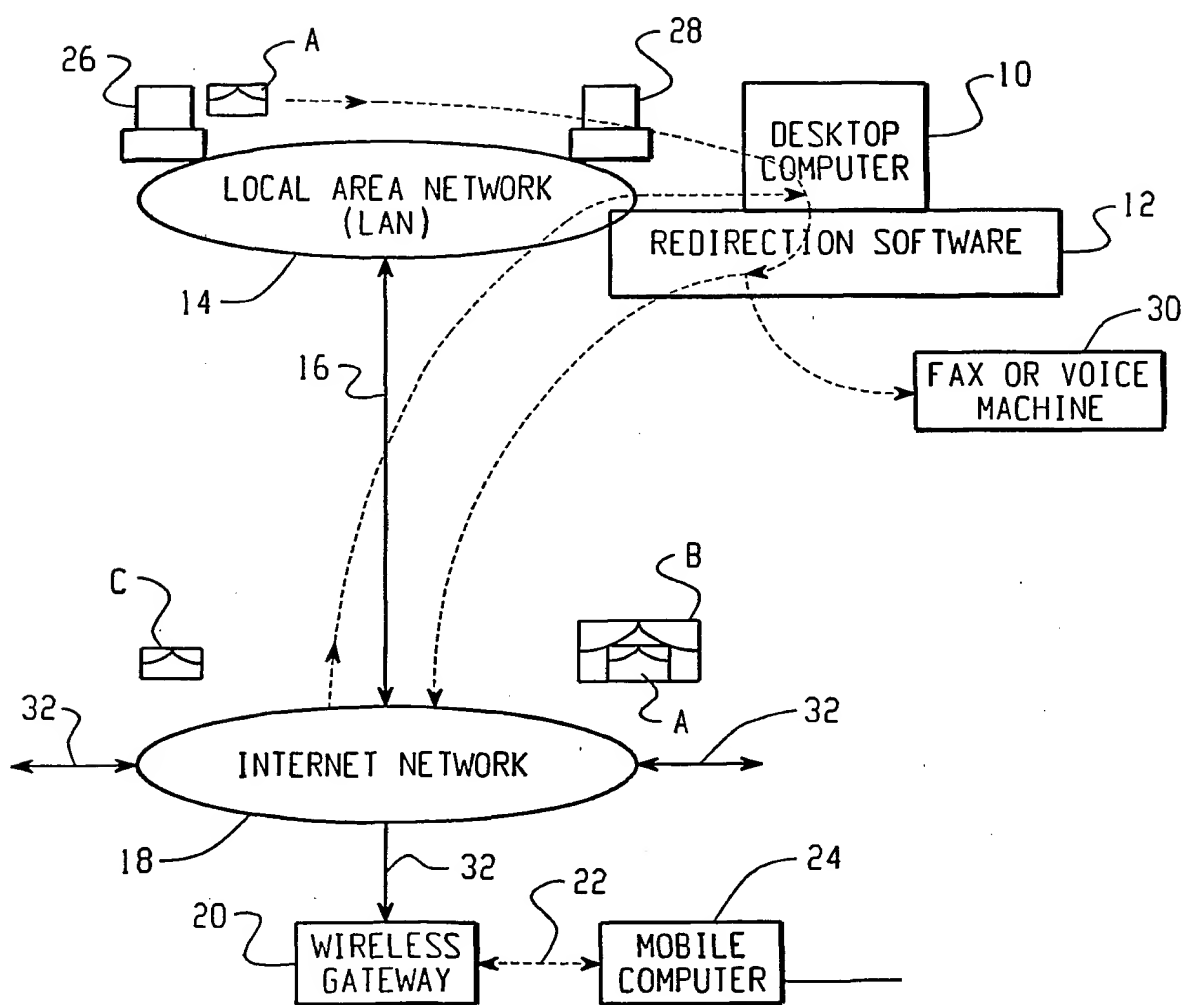 26
A
28
10
DESKTOP
COMPUTER
LOCAL AREA NETWORK
(LAN)
12
REDIRECTION SOFTWARE
14
30
16
FAX OR VOICE
MACHINE
B
C
A
32
32
INTERNET NETWORK
18
32
24
22
20
WIRELESS
GATEWAY
MOBILE
COMPUTER